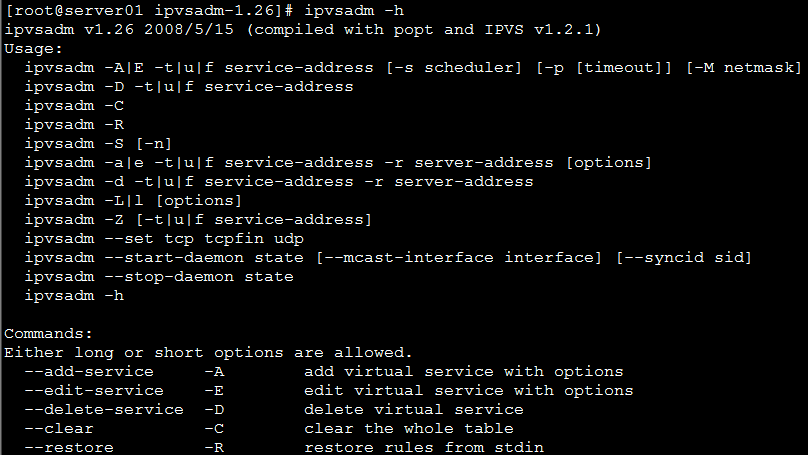 [root@server01 ipvsadm-1.26]# ipvsadm -h
ipvsadm v1.26 2008/5/15 (compiled with popt and IPVS v1.2.1)
Usage:
  ipvsadm -A|E -t|u|f service-address [-s scheduler] [-p [timeout]] [-M netmask]
  ipvsadm -D -t|u|f service-address
  ipvsadm -C
  ipvsadm -R
  ipvsadm -S [-n]
  ipvsadm -a|e -t|u|f service-address -r server-address [options]
  ipvsadm -d -t|u|f service-address -r server-address
  ipvsadm -L|l [options]
  ipvsadm -Z [-t|u|f service-address]
  ipvsadm --set tcp tcpfin udp
  ipvsadm --start-daemon state [--mcast-interface interface] [--syncid sid]
  ipvsadm --stop-daemon state
  ipvsadm -h

Commands:
Either long or short options are allowed.
  --add-service     -A        add virtual service with options
  --edit-service    -E        edit virtual service with options
  --delete-service  -D        delete virtual service
  --clear           -C        clear the whole table
  --restore         -R        restore rules from stdin